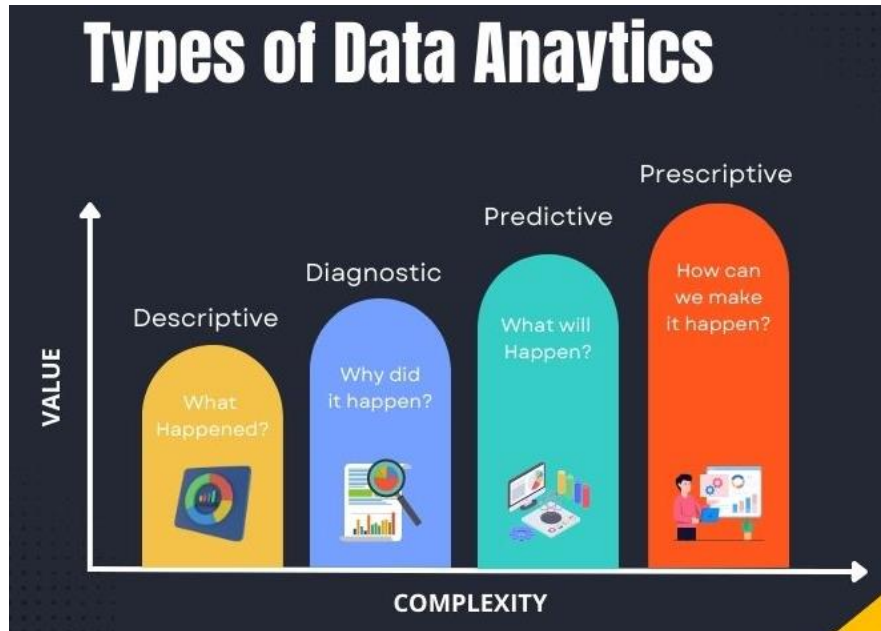 Types of Data Anaytics
Prescriptive
Predictive
Diagnostic
Descriptive
How can
we make
it happen?
What will
Happen?
Why did
it happen?
What
Happened?
VALUE
COMPLEXITY